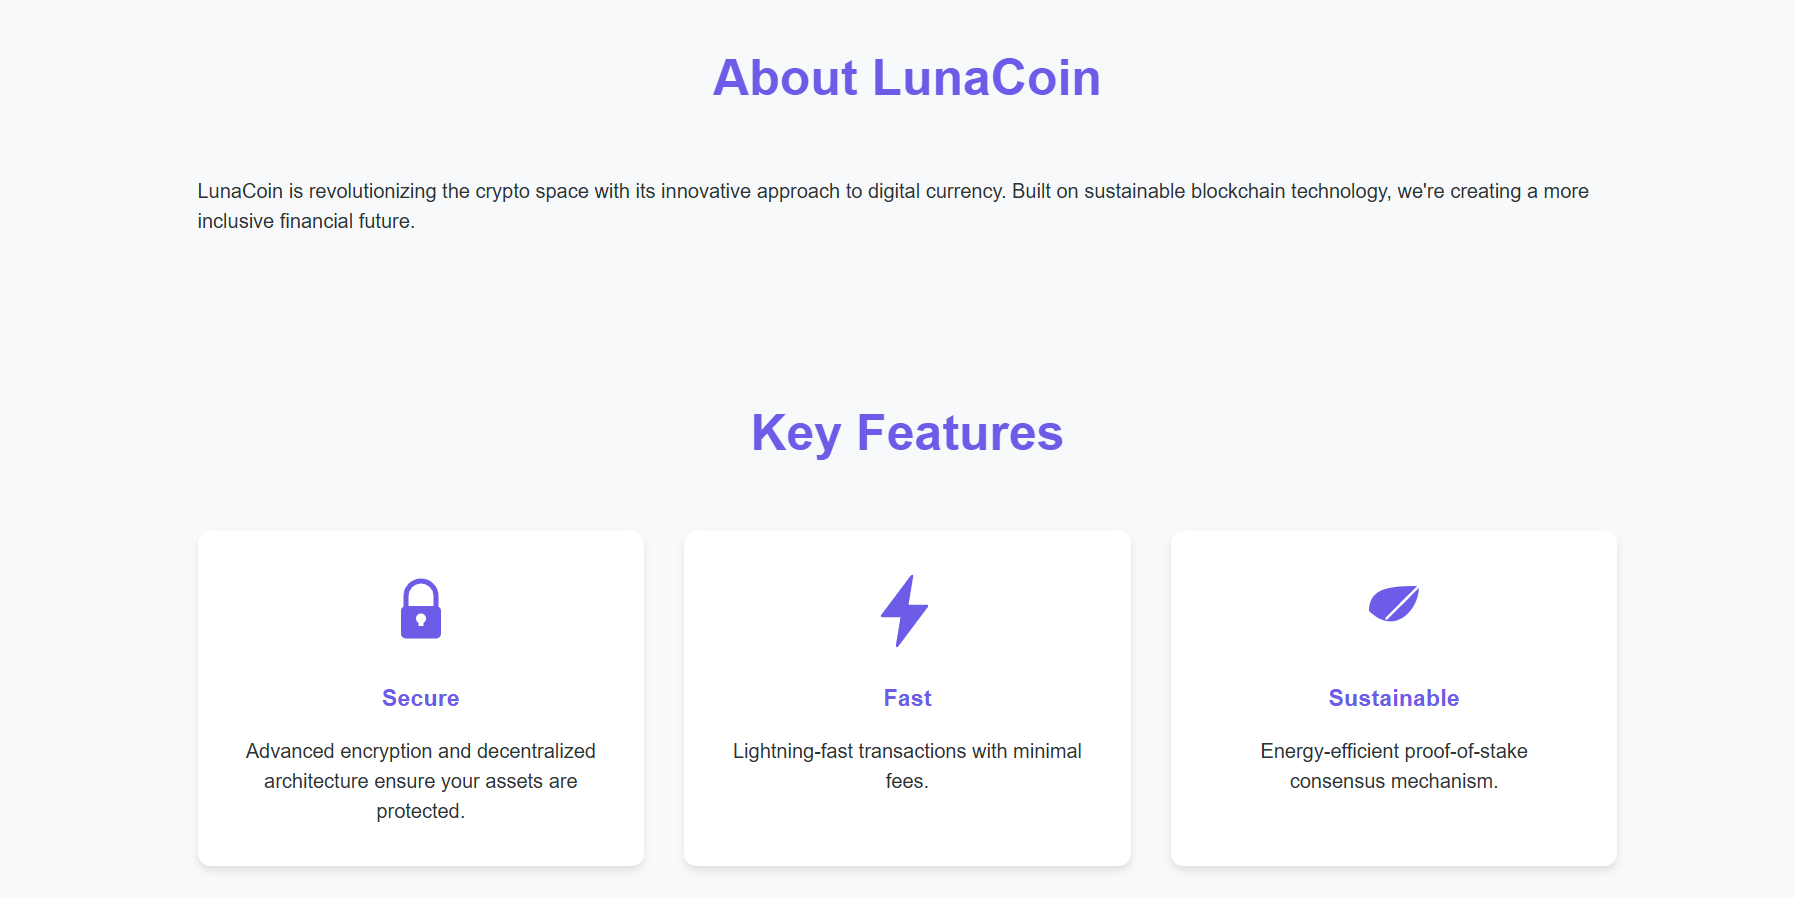 About LunaCoin
LunaCoin is revolutionizing the crypto space with its innovative approach to digital currency. Built on sustainable blockchain technology, we're creating a more
inclusive financial future.
Key Features
Secure
Advanced encryption and decentralized
architecture ensure your assets are
protected.
Fast
Lightning-fast transactions with minimal
fees.
Sustainable
Energy-efficient proof-of-stake
consensus mechanism.